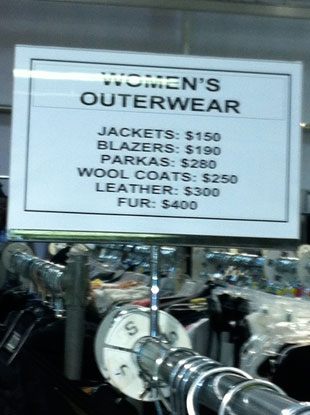 WOMEN'S
OUTERWEAR
JACKETS: $150
BLAZERS: $190
PARKAS: $280
WOOL COATS: $250
LEATHER: $300
FUR: $400
S